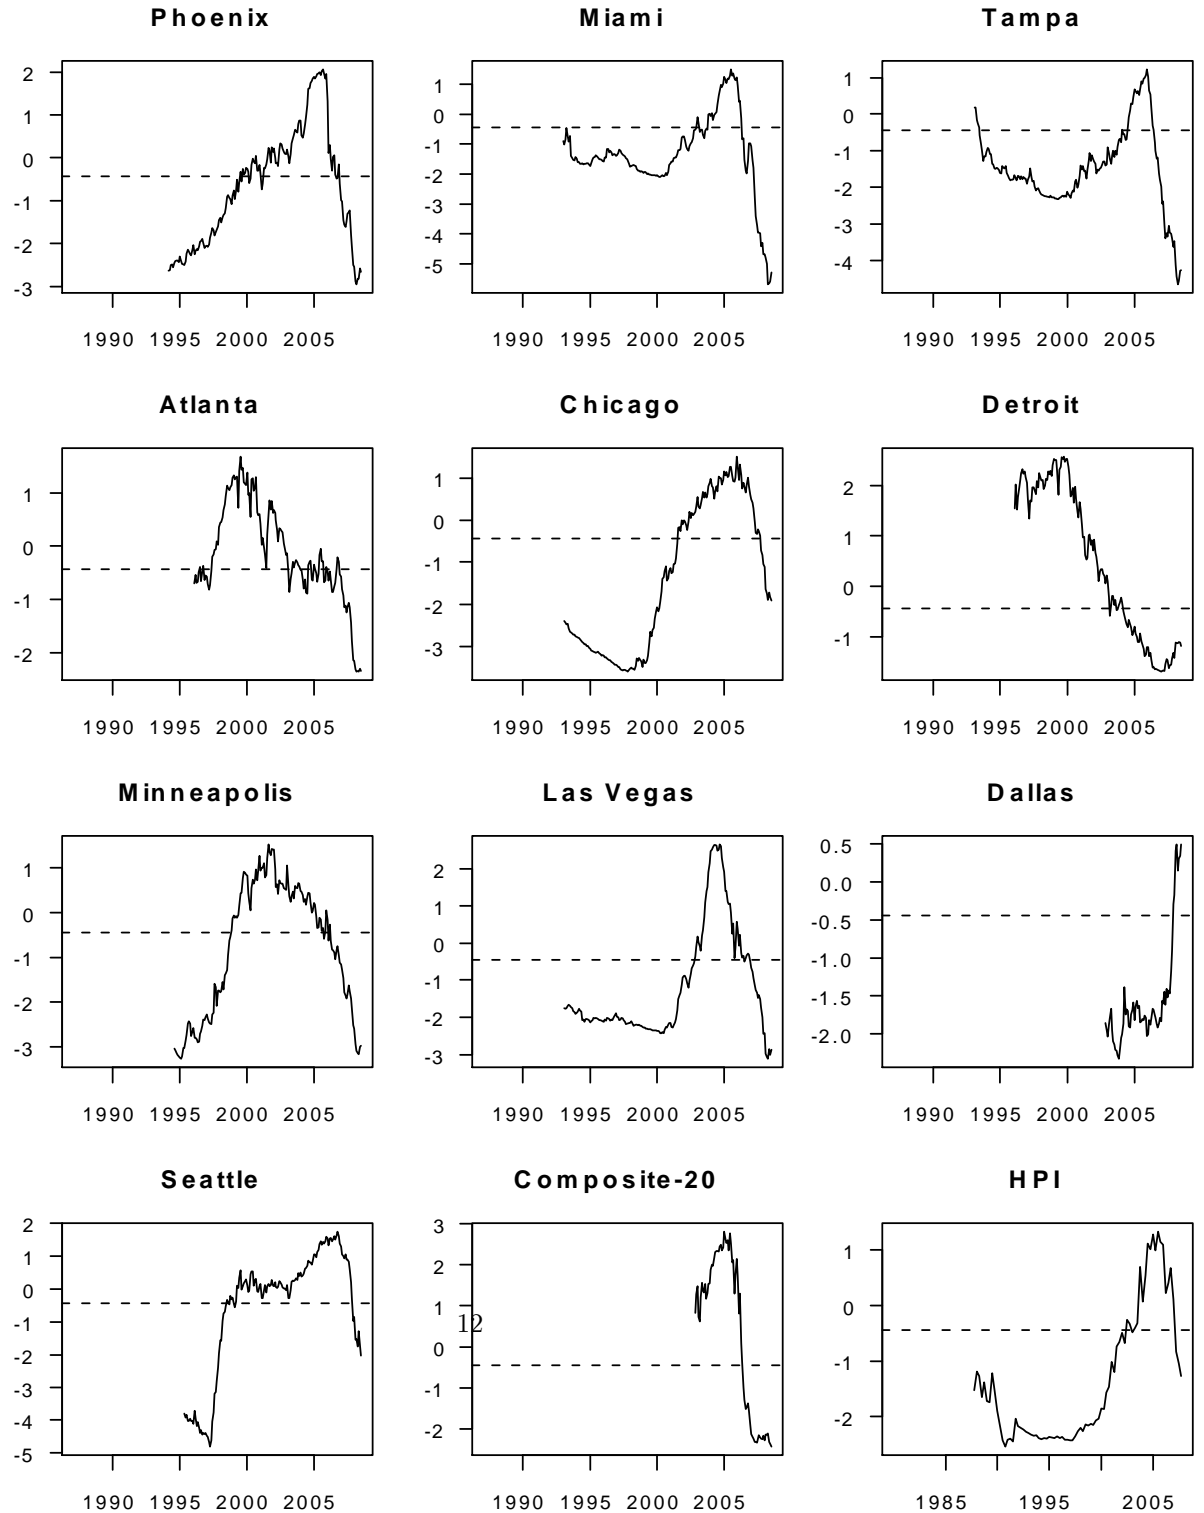 Phoenix Miami Tampa
2 1 0 -1 -2 -3
1 0 -1 -2 -3 -4 -5
1 0 -1 -2 -3 -4
1990 1995 2000 2005 1990 1995 2000 2005 1990 1995 2000 2005
Atlanta Chicago Detroit
1 0 -1 -2
1 0 -1 -2 -3
2 1 0 -1
1990 1995 2000 2005 1990 1995 2000 2005 1990 1995 2000 2005
Minneapolis Las Vegas Dallas
1 0 -1 -2 -3
2 1 0 -1 -2 -3
0.5 0.0 -0.5 -1.0 -1.5 -2.0
1990 1995 2000 2005 1990 1995 2000 2005 1990 1995 2000 2005
Seattle Composite-20 HPI
2 1 0 -1 -2 -3 -4 -5
3 2 1 0 -1 -2
1 0 -1 -2
12
1990 1995 2000 2005 1990 1995 2000 2005 1985 1995 2005